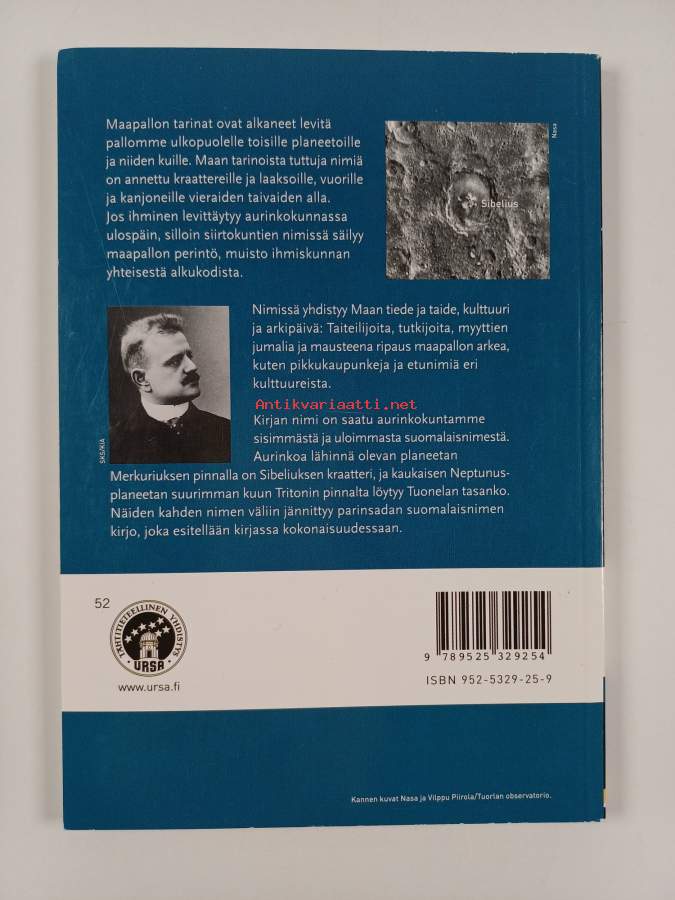 Maapallon tarinat ovat alkaneet levitä
pallomme ulkopuolelle toisille planeetoille
ja niiden kuille. Maan tarinoista tuttuja nimiä
on annettu kraattereille ja laaksoille, vuorille
ja kanjoneille vieraiden taivaiden alla.
Jos ihminen levittäytyy aurinkokunnassa
ulospäin, silloin siirtokuntien nimissä säilyy
maapallon perintö, muisto ihmiskunnan
yhteisestä alkukodista.
Sibelius
Nasa
Nimissä yhdistyy Maan tiede ja taide, kulttuuri
ja arkipäivä: Taiteilijoita, tutkijoita, myyttien
jumalia ja mausteena ripaus maapallon arkea,
kuten pikkukaupunkeja ja etunimiä eri
kulttuureista.
Antikvariaatti.net
Kirjan nimi on saatu aurinkokuntamme
sisimmästä ja uloimmasta suomalaisnimestä.
Aurinkoa lähinnä olevan planeetan
Merkuriuksen pinnalla on Sibeliuksen kraatteri, ja kaukaisen Neptunus-
planeetan suurimman kuun Tritonin pinnalta löytyy Tuonelan tasanko.
Näiden kahden nimen väliin jännittyy parinsadan suomalaisnimen
kirjo, joka esitellään kirjassa kokonaisuudessaan.
SKS/KIA
52
TÄHTITIETEELLINEN YHDISTYS
URSA
www.ursa.fi
9 789525 329254
ISBN 952-5329-25-9
Kannen kuvat Nasa ja Vilppu Piirola/Tuorlan observatorio.